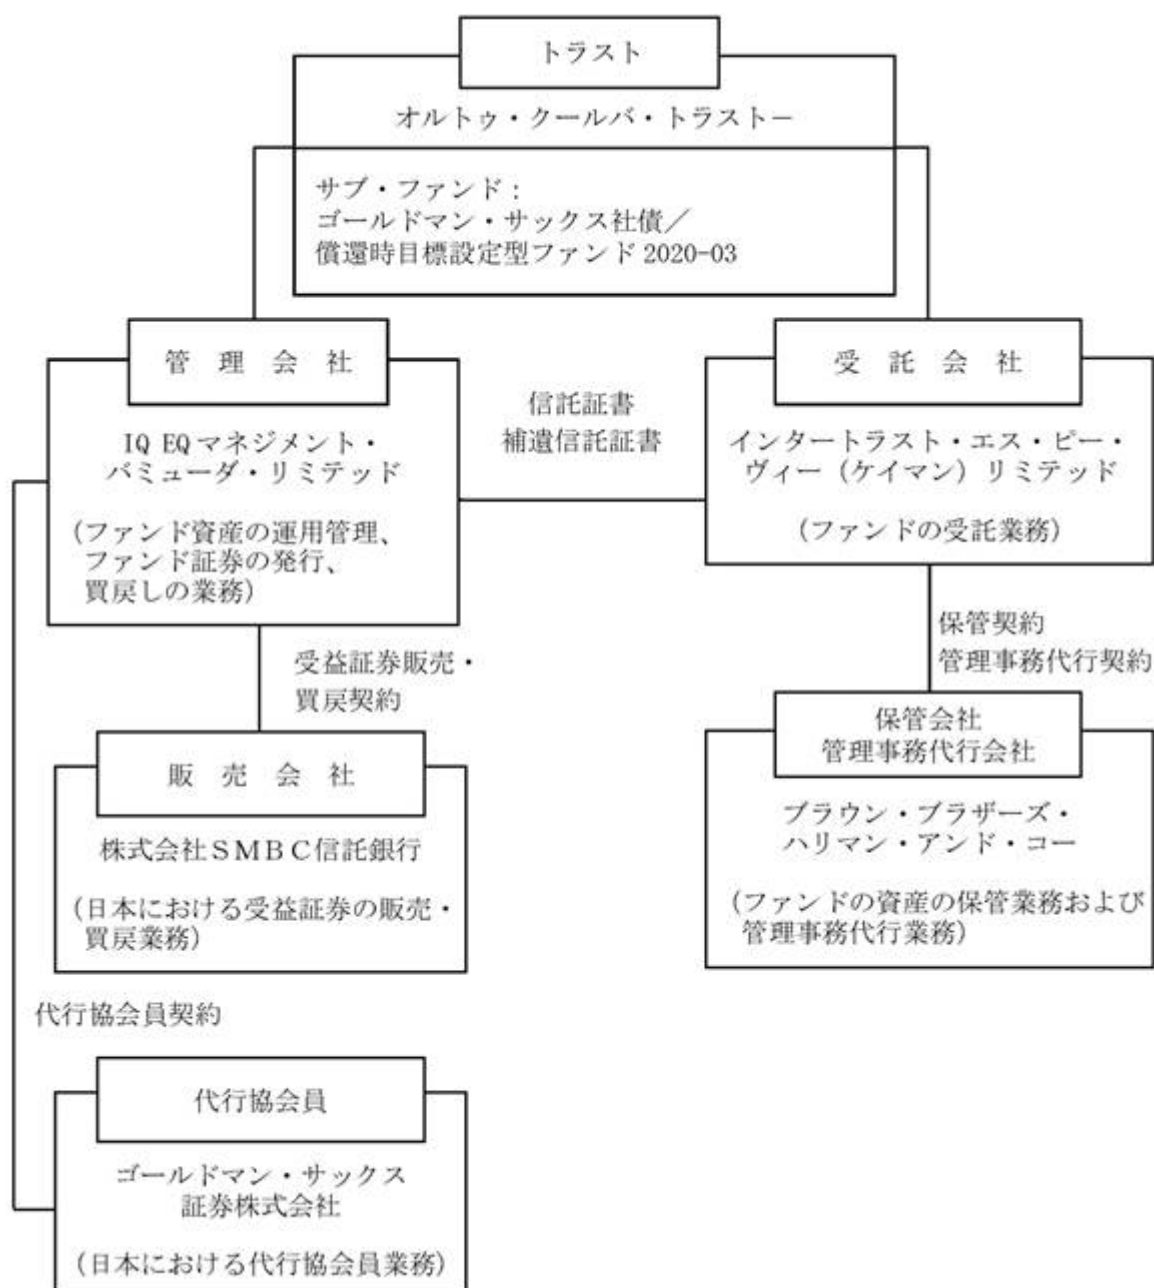 トラスト
オルトゥ・クールバ・トラスト－
サブ・ファンド：
ゴールドマン・サックス社債／
償還時目標設定型ファンド 2020-03
管　理　会　社
IQ EQ マネジメント・
バミューダ・リミテッド
（ファンド資産の運用管理、
ファンド証券の発行、
買戻しの業務）
信託証書
補遺信託証書
受　託　会　社
インタートラスト・エス・ピー・
ヴィー（ケイマン）リミテッド
（ファンドの受託業務）
受益証券販売・
買戻契約
保管契約
管理事務代行契約
販　売　会　社
株式会社ＳＭＢＣ信託銀行
（日本における受益証券の販売・
買戻業務）
保管会社
管理事務代行会社
ブラウン・ブラザーズ・
ハリマン・アンド・コー
（ファンドの資産の保管業務および
管理事務代行業務）
代行協会員契約
代行協会員
ゴールドマン・サックス
証券株式会社
（日本における代行協会員業務）